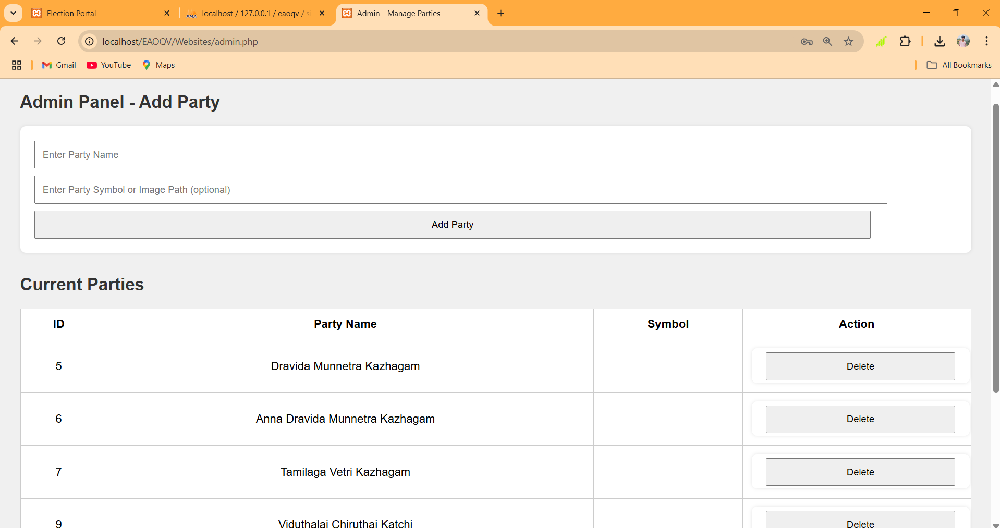 Election Portal
localhost / 127.0.0.1 / eaoqv / s
Admin - Manage Parties
localhost/EAOQV/Websites/admin.php
Gmail
YouTube
Maps
All Bookmarks
Admin Panel - Add Party
Enter Party Name
Enter Party Symbol or Image Path (optional)
Add Party
Current Parties
ID Party Name Symbol Action
5 Dravida Munnetra Kazhagam Delete
6 Anna Dravida Munnetra Kazhagam Delete
7 Tamilaga Vetri Kazhagam Delete
9 Viduthalai Chiruthai Katchi Delete